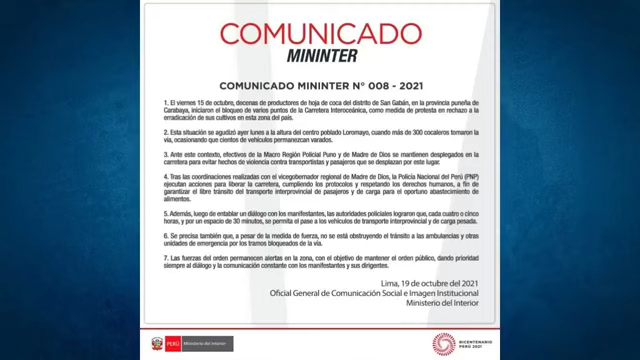 COMUNICADO
MININTER
COMUNICADO MININTER N° 008 - 2021
1. El viernes 15 de octubre, decenas de productores de hoja de coca del distrito de San Gabán, en la provincia puneña de
Carabaya, iniciaron el bloqueo de varios puntos de la Carretera Interoceánica, como medida de protesta en rechazo a la
erradicación de sus cultivos en esta zona del país.
2. Esta situación se agudizó ayer lunes a la altura del centro poblado Loromayo, cuando más de 300 cocaleros tomaron la
vía, ocasionando que cientos de vehículos permanezcan varados.
3. Ante este contexto, efectivos de la Macro Región Policial Puno y de Madre de Dios se mantienen desplegados en la
carretera para evitar hechos de violencia contra transportistas y pasajeros que se desplazan por este lugar.
4. Tras las coordinaciones realizadas con el vicegobernador regional de Madre de Dios, la Policía Nacional del Perú (PNP)
ejecutan acciones para liberar la carretera, cumpliendo los protocolos y respetando los derechos humanos, a fin de
garantizar el libre tránsito del transporte interprovincial de pasajeros y de carga para el oportuno abastecimiento de
alimentos.
5. Además, luego de entablar un diálogo con los manifestantes, las autoridades policiales lograron que, cada cuatro o cinco
horas, y por un espacio de 30 minutos, se permita el pase a los vehículos de transporte interprovincial y de carga pesada.
6. Se precisa también que, a pesar de la medida de fuerza, no se está obstruyendo el tránsito a las ambulancias y otras
unidades de emergencia por los tramos bloqueados de la vía.
7. Las fuerzas del orden permanecen alertas en la zona, con el objetivo de mantener el orden público, dando prioridad
siempre al diálogo y la comunicación constante con los manifestantes y sus dirigentes.
Lima, 19 de octubre del 2021
Oficial General de Comunicación Social e Imagen Institucional
Ministerio del Interior
PERÚ Ministerio del Interior
BICENTENARIO
PERÚ 2021